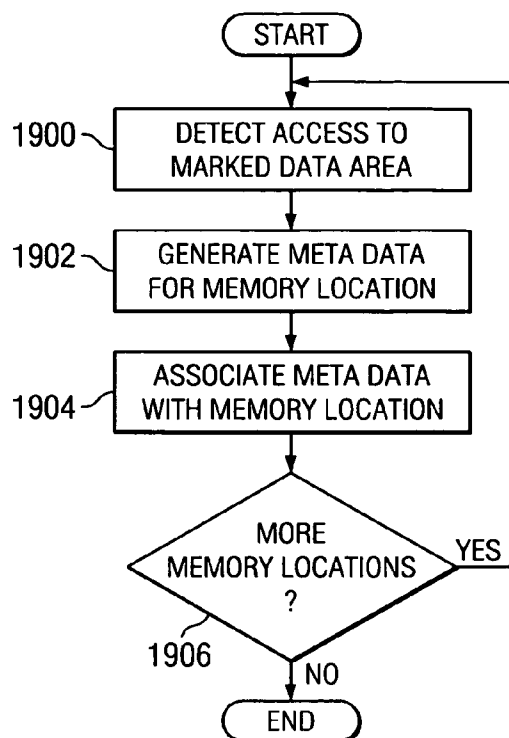 START
1900
DETECT ACCESS TO
MARKED DATA AREA
1902
GENERATE META DATA
FOR MEMORY LOCATION
1904
ASSOCIATE META DATA
WITH MEMORY LOCATION
MORE
MEMORY LOCATIONS
?
YES
1906
NO
END